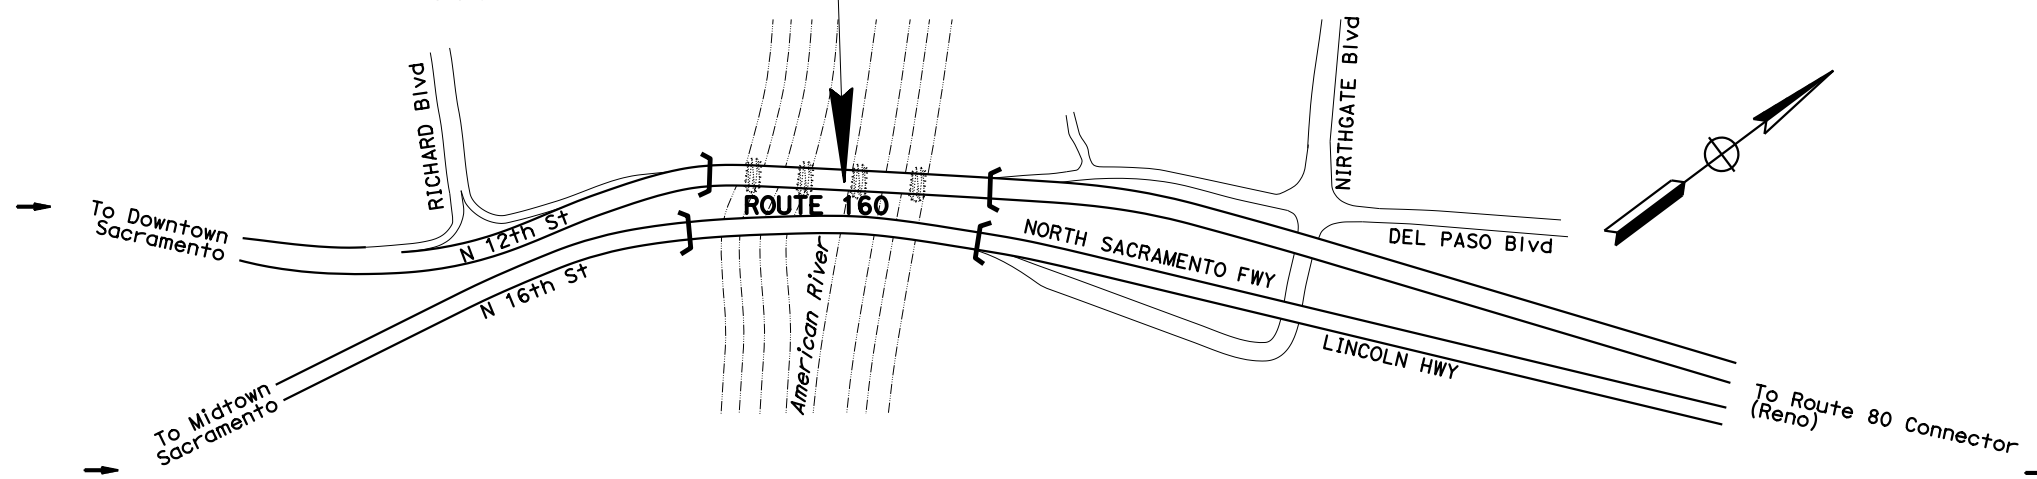 RICHARD Blvd
NIRTHGATE Blvd
To Downtown
Sacramento
N 12th St
ROUTE 160
NORTH SACRAMENTO FWY
DEL PASO Blvd
N 16th St
American River
LINCOLN HWY
To Midtown
Sacramento
To Route 80 Connector
(Reno)